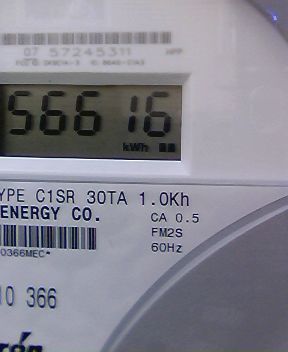 07 57245311
56616
kWh
YPE C1SR 30TA 1.0Kh
ENERGY CO.
CA 0.5
FM2S
60Hz
0366MEC*
10 366